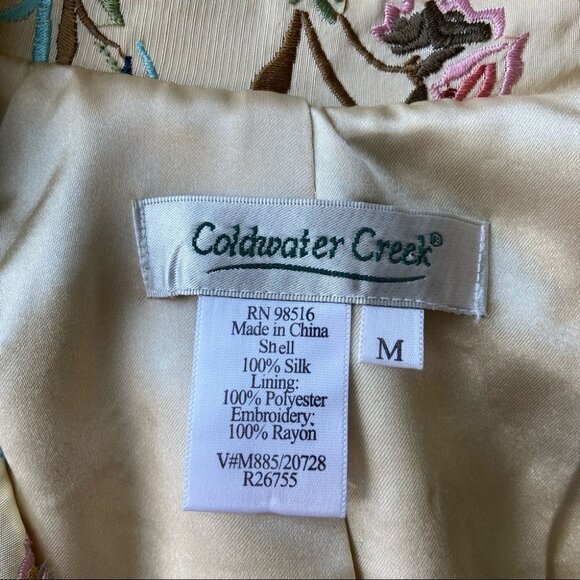 Coldwater Creek®
RN 98516
Made in China
Shell
100% Silk
Lining:
100% Polyester
Embroidery:
100% Rayon
V#M885/20728
R26755
M